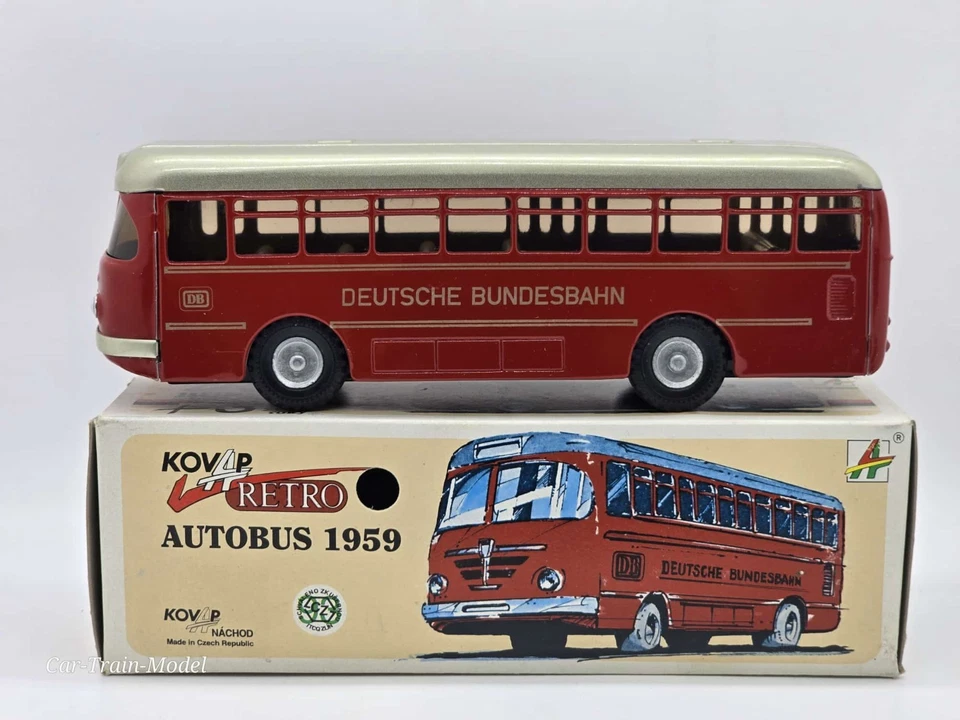 DB
DEUTSCHE BUNDESBAHN
KOVAP
RETRO
®
AUTOBUS 1959
DB
DEUTSCHE BUNDESBAHN
KOVAP
NÁCHOD
Made in Czech Republic
Car-Train-Model